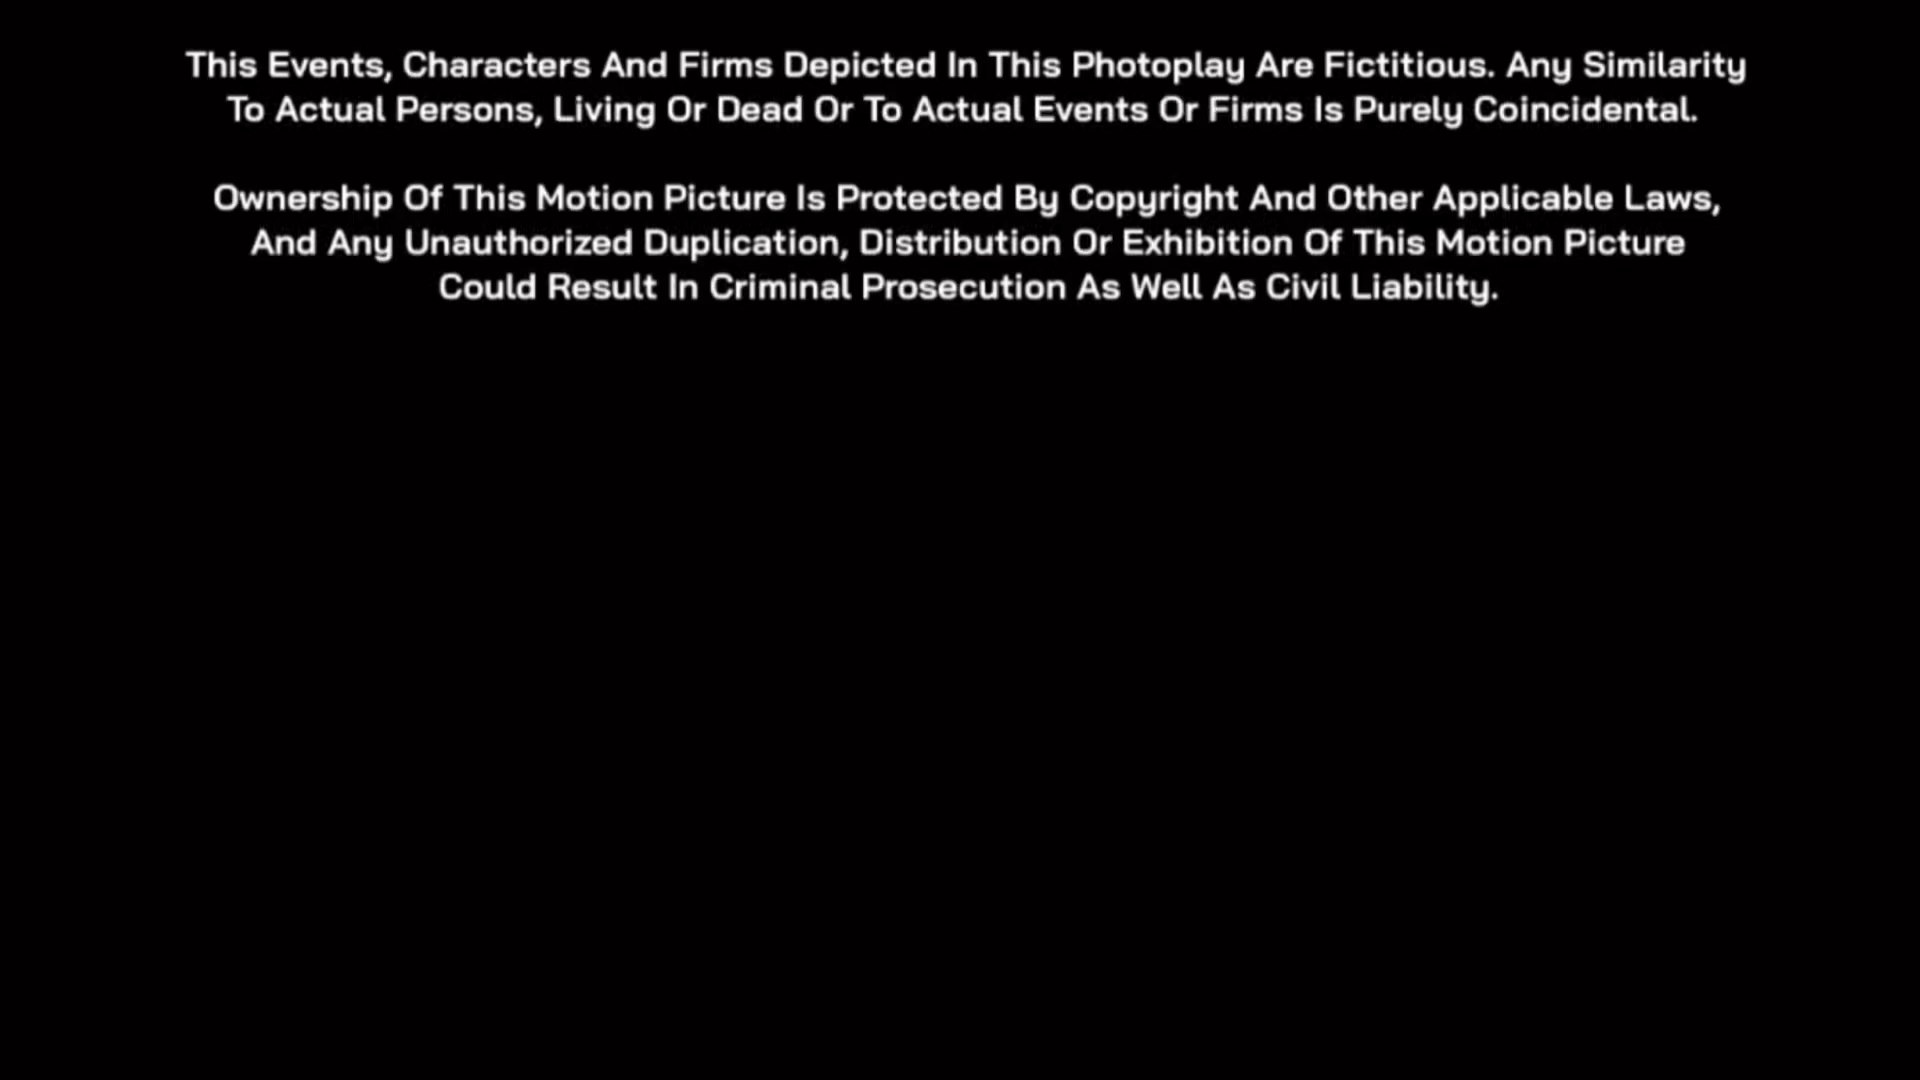 This Events, Characters And Firms Depicted In This Photoplay Are Fictitious. Any Similarity
To Actual Persons, Living Or Dead Or To Actual Events Or Firms Is Purely Coincidental.
Ownership Of This Motion Picture Is Protected By Copyright And Other Applicable Laws,
And Any Unauthorized Duplication, Distribution Or Exhibition Of This Motion Picture
Could Result In Criminal Prosecution As Well As Civil Liability.